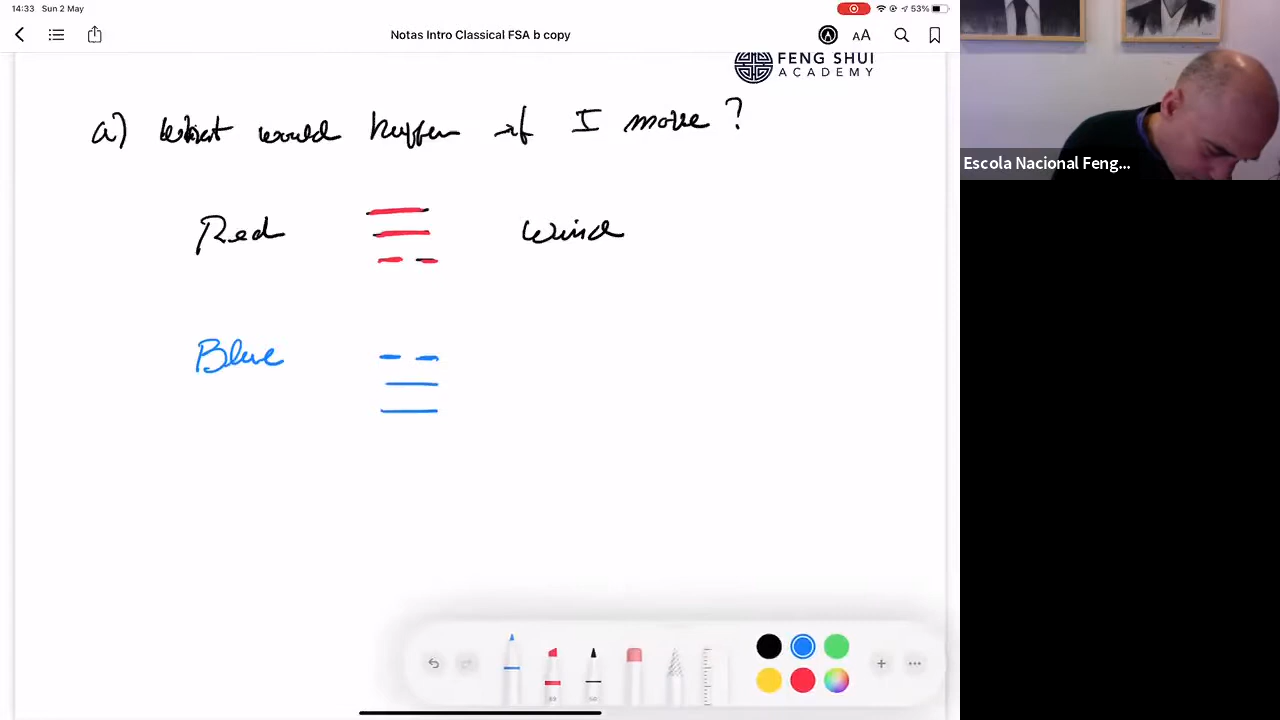 14:33 Sun 2 May
53%
Notas Intro Classical FSA b copy
AA
FENG SHUI
ACADEMY
a) What would happen if I move?
Red Wind
Blue
Escola Nacional Feng...